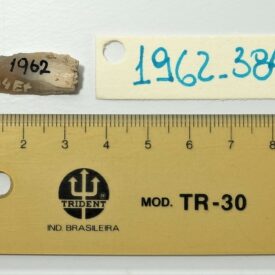 1962
1962-38
2 3 4 5 6 7 8
TRIDENT
IND. BRASILEIRA
MOD. TR-30